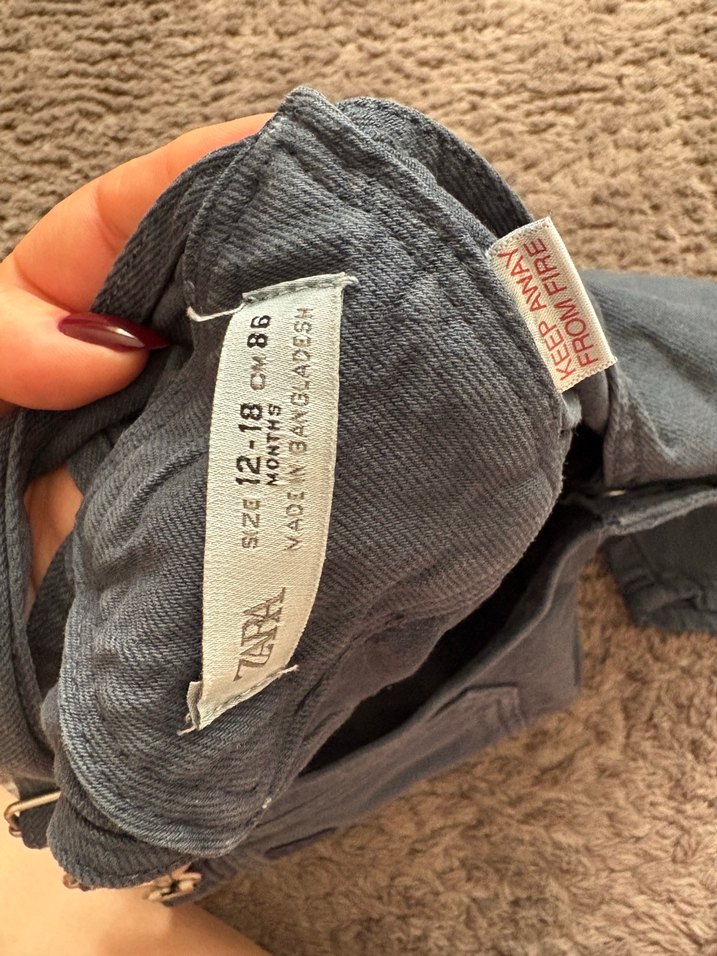 ZARA
SIZE 12-18 CM 86
MONTHS
MADE IN BANGLADESH
KEEP AWAY
FROM FIRE